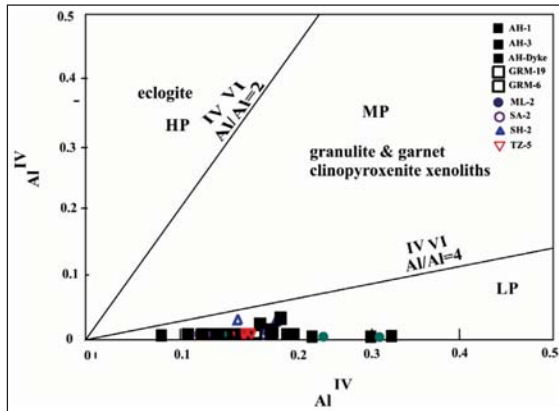 0.5
0.4
0.3
0.2
0.1
0
IV
Al
eclogite
HP
IV VI
Al/Al=2
MP
granulite & garnet
clinopyroxenite xenoliths
IV VI
Al/Al=4
LP
AH-1
AH-3
AH-Dyke
GRM-19
GRM-6
ML-2
SA-2
SH-2
TZ-5
0 0.1 0.2 0.3 0.4 0.5
IV
Al